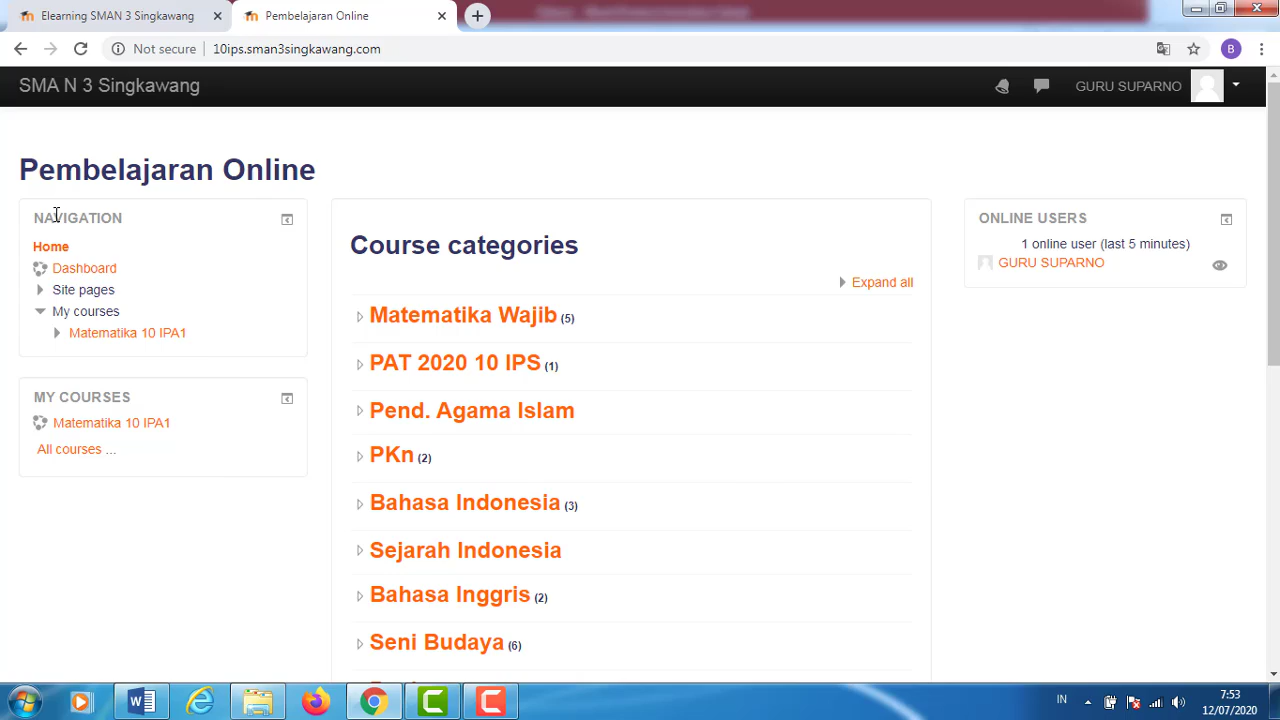 Elearning SMAN 3 Singkawang
Pembelajaran Online
Not secure
10ips.sman3singkawang.com
B
SMA N 3 Singkawang
GURU SUPARNO
Pembelajaran Online
NAVIGATION
Home
Dashboard
Site pages
My courses
Matematika 10 IPA1
MY COURSES
Matematika 10 IPA1
All courses ...
Course categories
Expand all
Matematika Wajib (5)
PAT 2020 10 IPS (1)
Pend. Agama Islam
PKn (2)
Bahasa Indonesia (3)
Sejarah Indonesia
Bahasa Inggris (2)
Seni Budaya (6)
ONLINE USERS
1 online user (last 5 minutes)
GURU SUPARNO
IN
7:53
12/07/2020